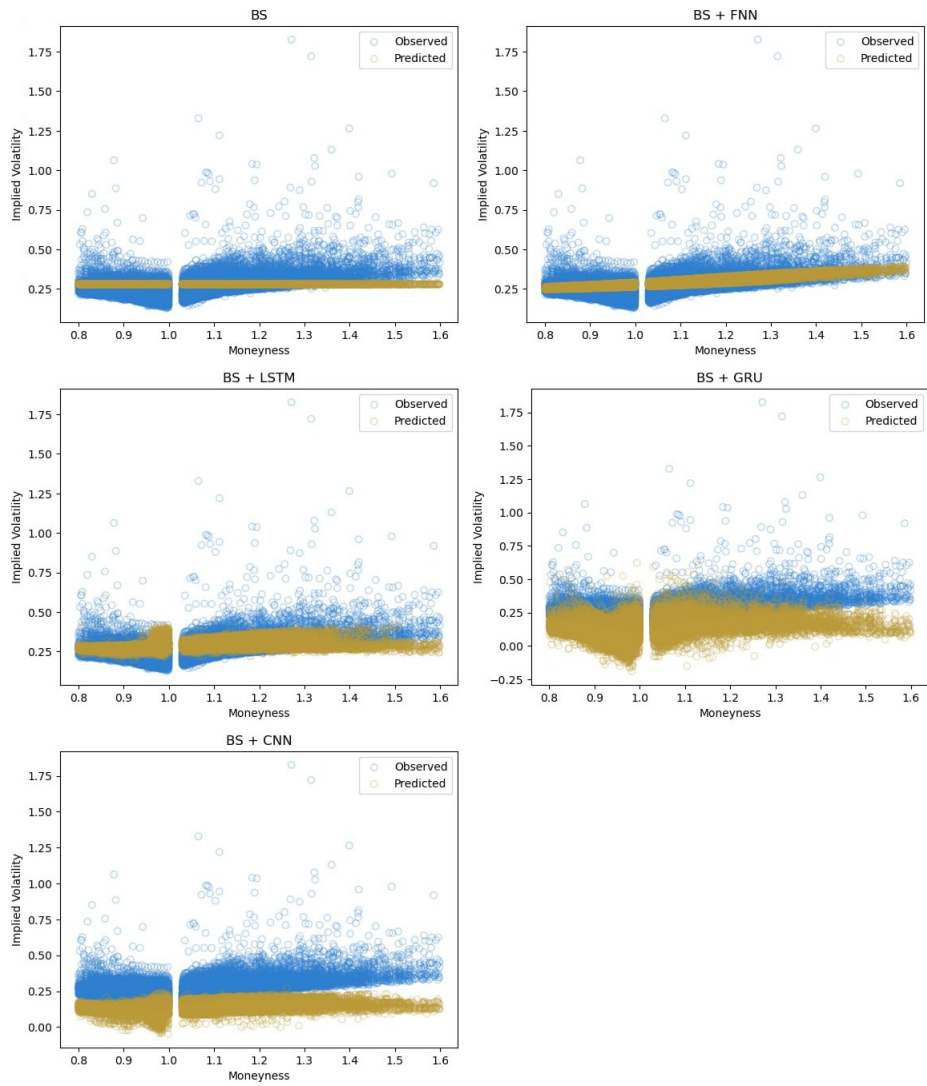 BS
Observed
Predicted
1.75
1.50
1.25
1.00
0.75
0.50
0.25
Implied Volatility
0.8 0.9 1.0 1.1 1.2 1.3 1.4 1.5 1.6
Moneyness
BS + FNN
Observed
Predicted
1.75
1.50
1.25
1.00
0.75
0.50
0.25
Implied Volatility
0.8 0.9 1.0 1.1 1.2 1.3 1.4 1.5 1.6
Moneyness
BS + LSTM
Observed
Predicted
1.75
1.50
1.25
1.00
0.75
0.50
0.25
Implied Volatility
0.8 0.9 1.0 1.1 1.2 1.3 1.4 1.5 1.6
Moneyness
BS + GRU
Observed
Predicted
1.75
1.50
1.25
1.00
0.75
0.50
0.25
0.00
−0.25
Implied Volatility
0.8 0.9 1.0 1.1 1.2 1.3 1.4 1.5 1.6
Moneyness
BS + CNN
Observed
Predicted
1.75
1.50
1.25
1.00
0.75
0.50
0.25
0.00
Implied Volatility
0.8 0.9 1.0 1.1 1.2 1.3 1.4 1.5 1.6
Moneyness